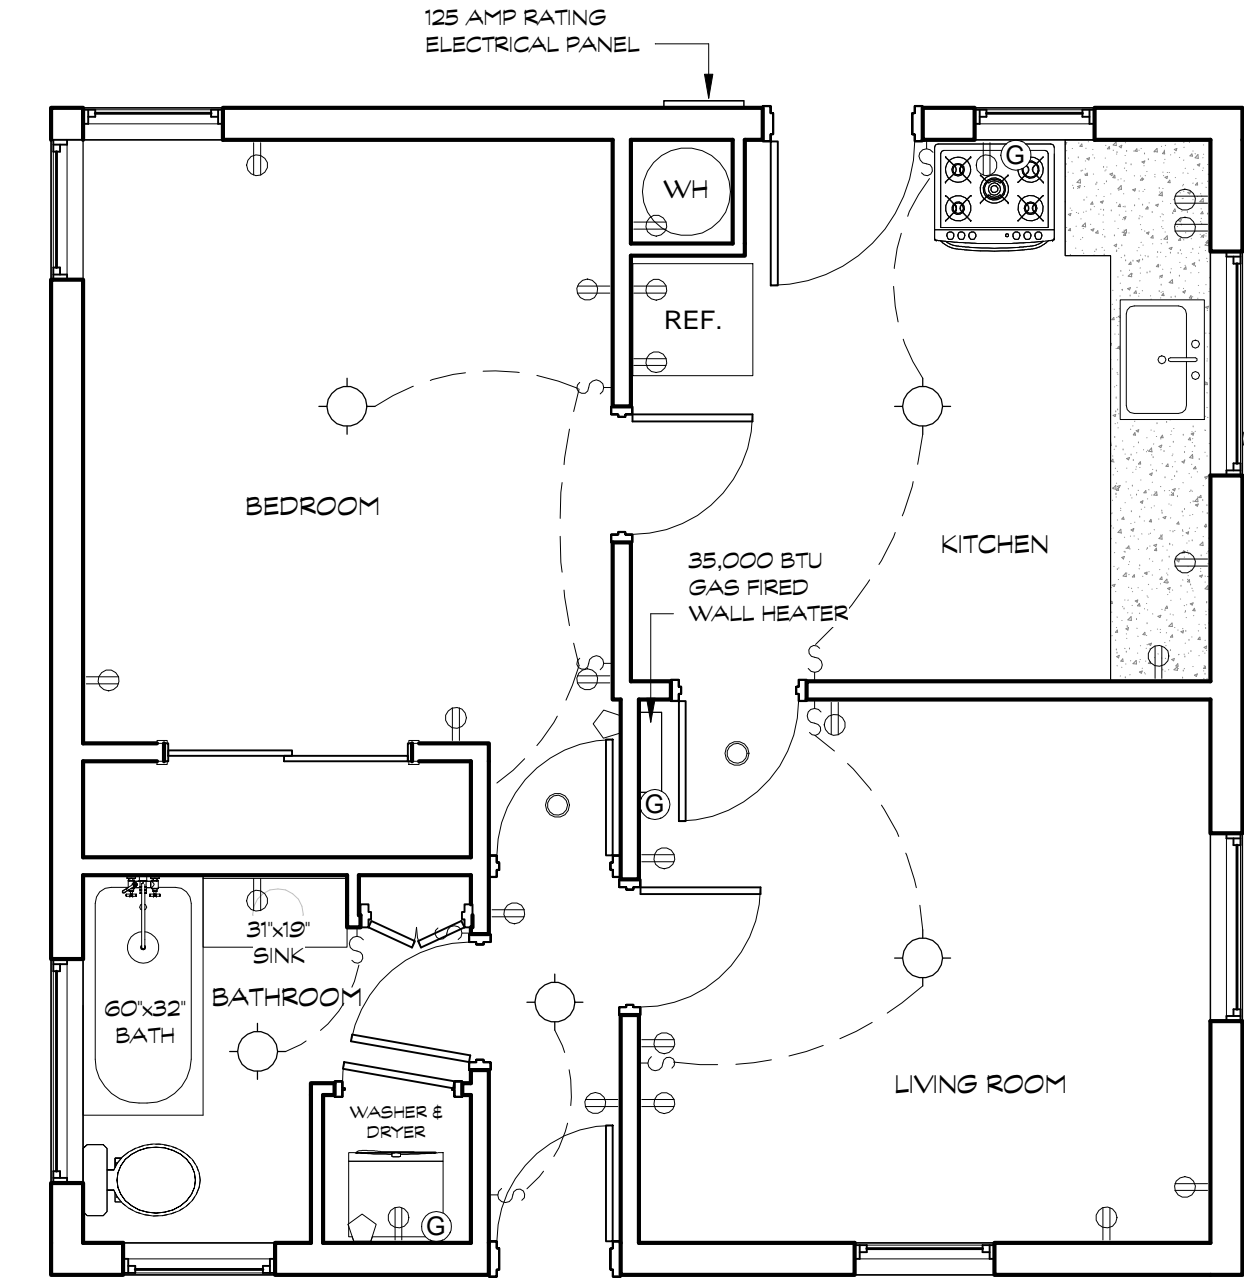 125 AMP RATING
ELECTRICAL PANEL
WH
G
REF.
BEDROOM
KITCHEN
35,000 BTU
GAS FIRED
WALL HEATER
G
31"x19"
SINK
BATHROOM
60"x32"
BATH
LIVING ROOM
WASHER &
DRYER
G